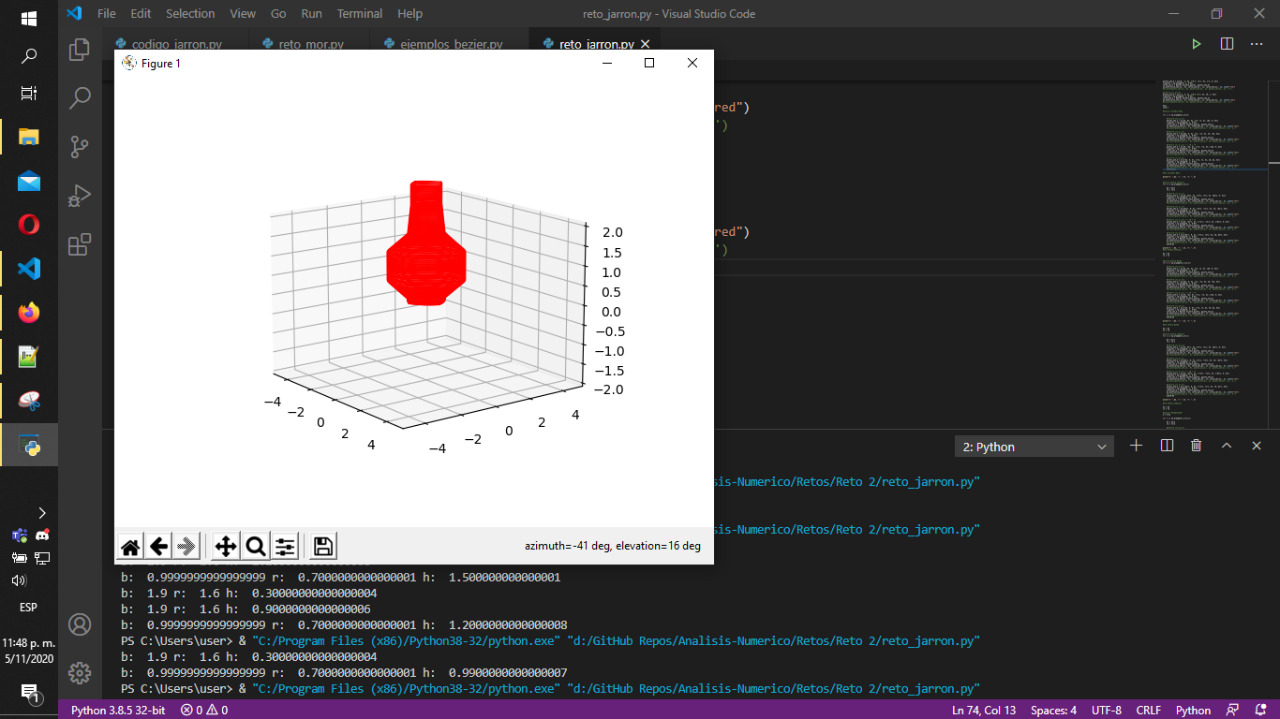 File Edit Selection View Go Run Terminal Help
reto_jarron.py - Visual Studio Code
codigo_jarron.py
reto_mor.py
ejemplos_bezier.py
reto_jarron.py
Figure 1
red")
')
red")
')
2.0
1.5
1.0
0.5
0.0
−0.5
−1.0
−1.5
−2.0
−4
−2
0
2
4
−4
−2
0
2
4
azimuth=-41 deg, elevation=16 deg
2: Python
sis-Numerico/Retos/Reto 2/reto_jarron.py"
sis-Numerico/Retos/Reto 2/reto_jarron.py"
b:  0.9999999999999999 r:  0.7000000000000001 h:  1.500000000000001
b:  1.9 r:  1.6 h:  0.30000000000000004
b:  1.9 r:  1.6 h:  0.9000000000000006
b:  0.9999999999999999 r:  0.7000000000000001 h:  1.2000000000000008
PS C:\Users\user> & "C:/Program Files (x86)/Python38-32/python.exe" "d:/GitHub Repos/Analisis-Numerico/Retos/Reto 2/reto_jarron.py"
b:  1.9 r:  1.6 h:  0.30000000000000004
b:  0.9999999999999999 r:  0.7000000000000001 h:  0.9900000000000007
PS C:\Users\user> & "C:/Program Files (x86)/Python38-32/python.exe" "d:/GitHub Repos/Analisis-Numerico/Retos/Reto 2/reto_jarron.py"
ESP
11:48 p. m.
5/11/2020
1
Python 3.8.5 32-bit
0
0
Ln 74, Col 13
Spaces: 4
UTF-8
CRLF
Python